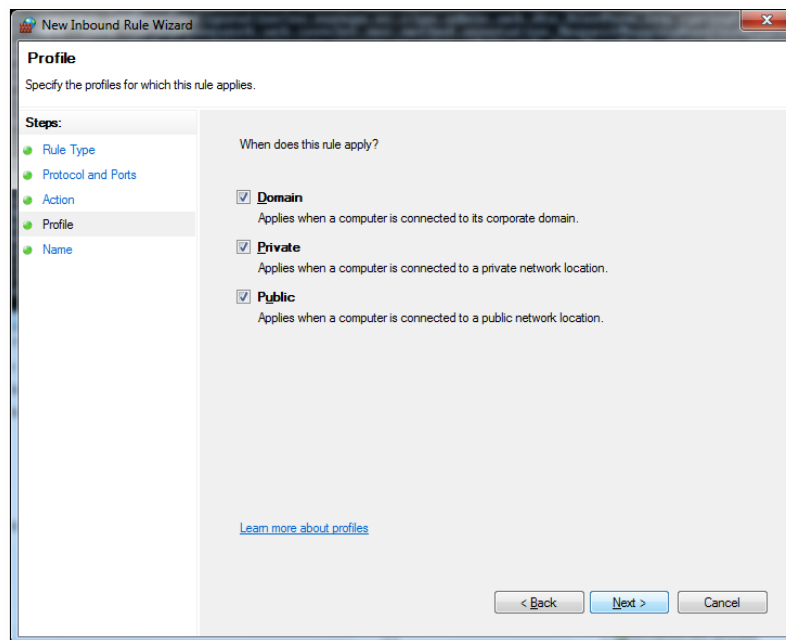 New Inbound Rule Wizard
Profile
Specify the profiles for which this rule applies.
Steps:
Rule Type
Protocol and Ports
Action
Profile
Name
When does this rule apply?
Domain
Applies when a computer is connected to its corporate domain.
Private
Applies when a computer is connected to a private network location.
Public
Applies when a computer is connected to a public network location.
Learn more about profiles
< Back
Next >
Cancel